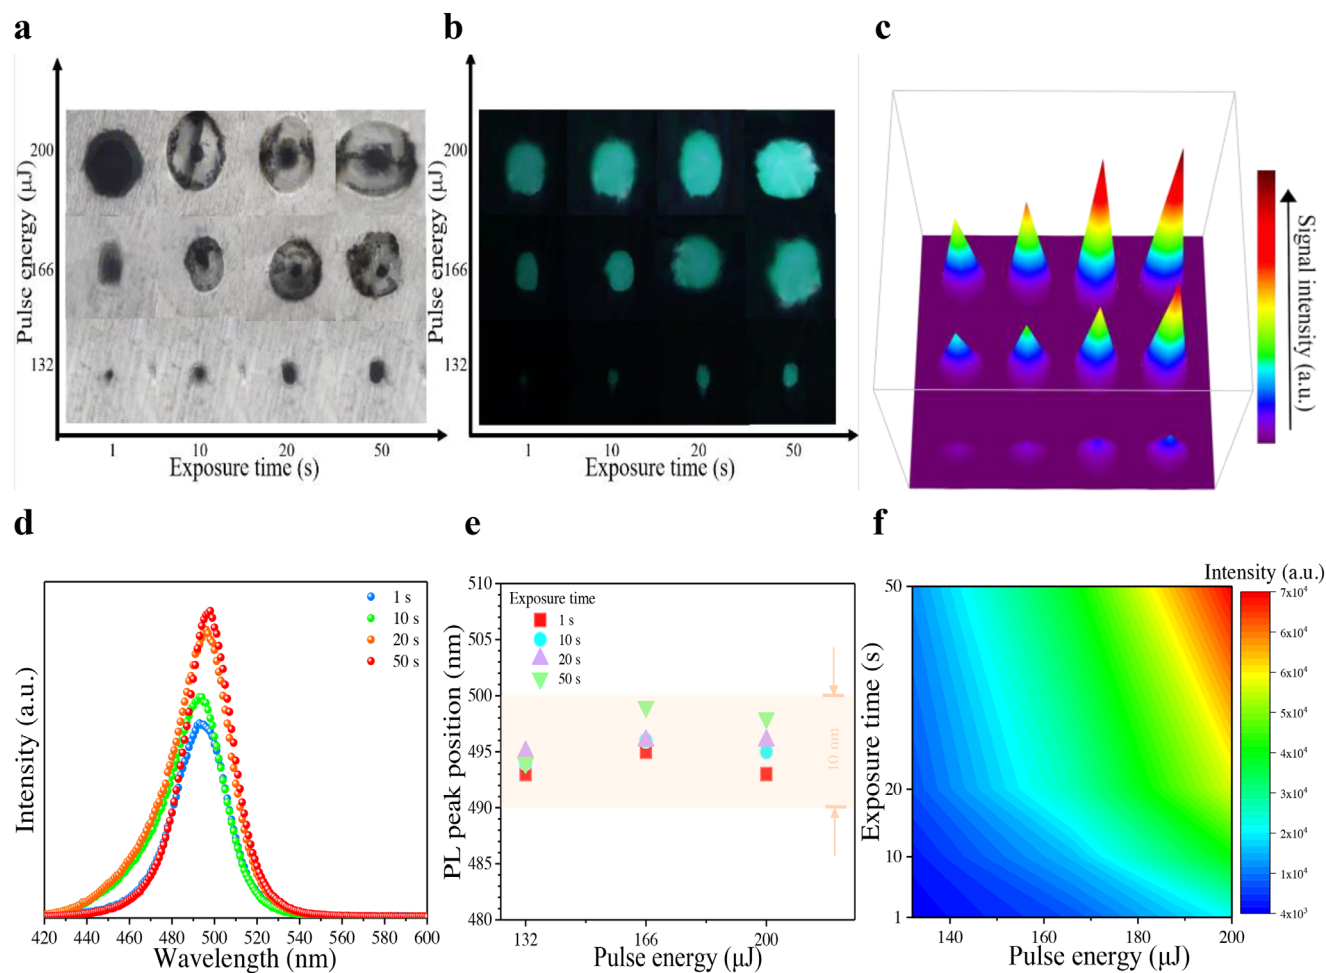 a
b
c
Pulse energy (μJ)
200
166
132
1 10 20 50
Exposure time (s)
Pulse energy (μJ)
200
166
132
1 10 20 50
Exposure time (s)
Signal intensity (a.u.)
d
e
f
Intensity (a.u.)
1 s
10 s
20 s
50 s
420 440 460 480 500 520 540 560 580 600
Wavelength (nm)
PL peak position (nm)
510
505
500
495
490
485
480
Exposure time
1 s
10 s
20 s
50 s
10 nm
132 166 200
Pulse energy (μJ)
Exposure time (s)
50
20
10
1
140 160 180 200
Pulse energy (μJ)
Intensity (a.u.)
7x10⁴
6x10⁴
5x10⁴
4x10⁴
3x10⁴
2x10⁴
1x10⁴
4x10³